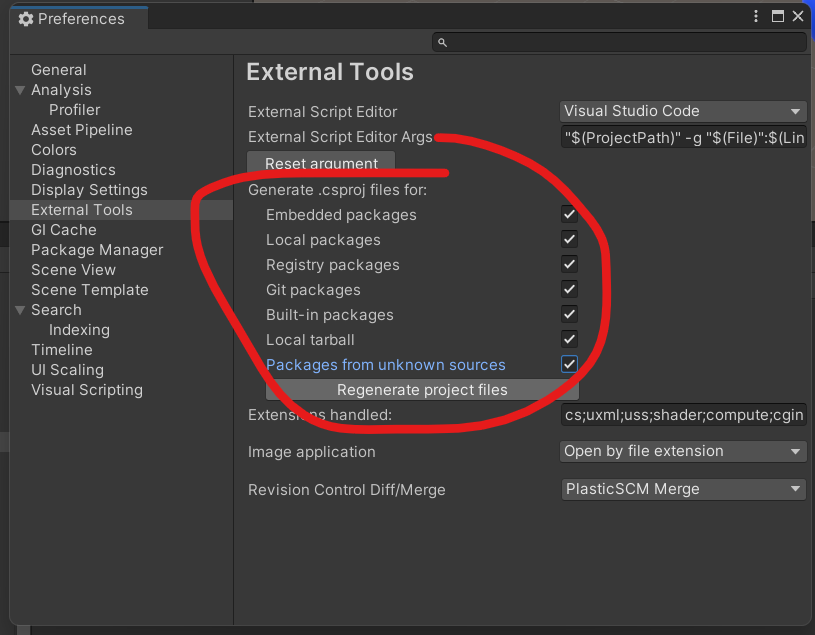 Preferences
General
Analysis
Profiler
Asset Pipeline
Colors
Diagnostics
Display Settings
External Tools
GI Cache
Package Manager
Scene View
Scene Template
Search
Indexing
Timeline
UI Scaling
Visual Scripting
External Tools
External Script Editor Visual Studio Code
External Script Editor Args "$(ProjectPath)" -g "$(File)":$(Lin
Reset argument
Generate .csproj files for:
Embedded packages
Local packages
Registry packages
Git packages
Built-in packages
Local tarball
Packages from unknown sources
Regenerate project files
Extensions handled: cs;uxml;uss;shader;compute;cgin
Image application Open by file extension
Revision Control Diff/Merge PlasticSCM Merge